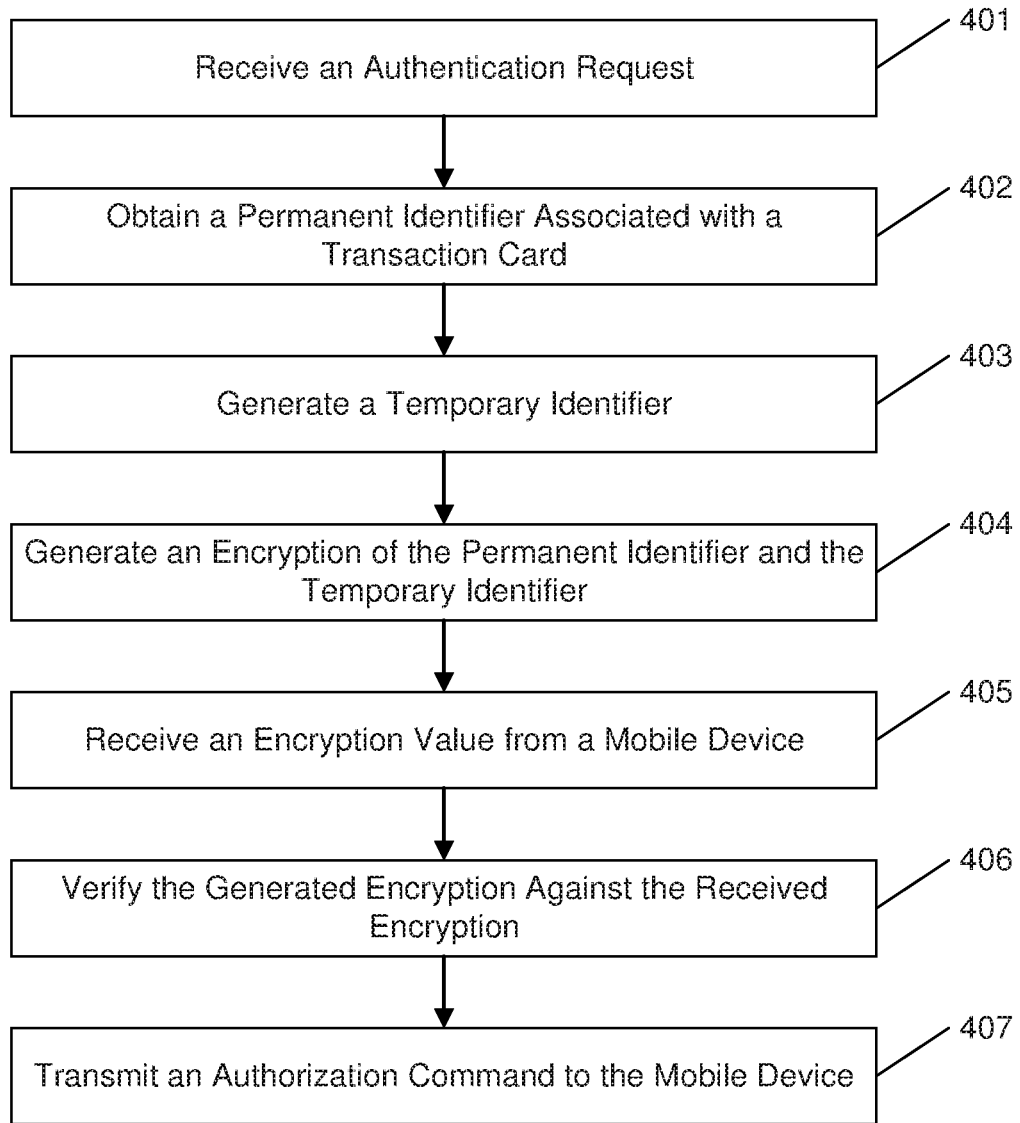 401
Receive an Authentication Request
402
Obtain a Permanent Identifier Associated with a
Transaction Card
403
Generate a Temporary Identifier
404
Generate an Encryption of the Permanent Identifier and the
Temporary Identifier
405
Receive an Encryption Value from a Mobile Device
406
Verify the Generated Encryption Against the Received
Encryption
407
Transmit an Authorization Command to the Mobile Device